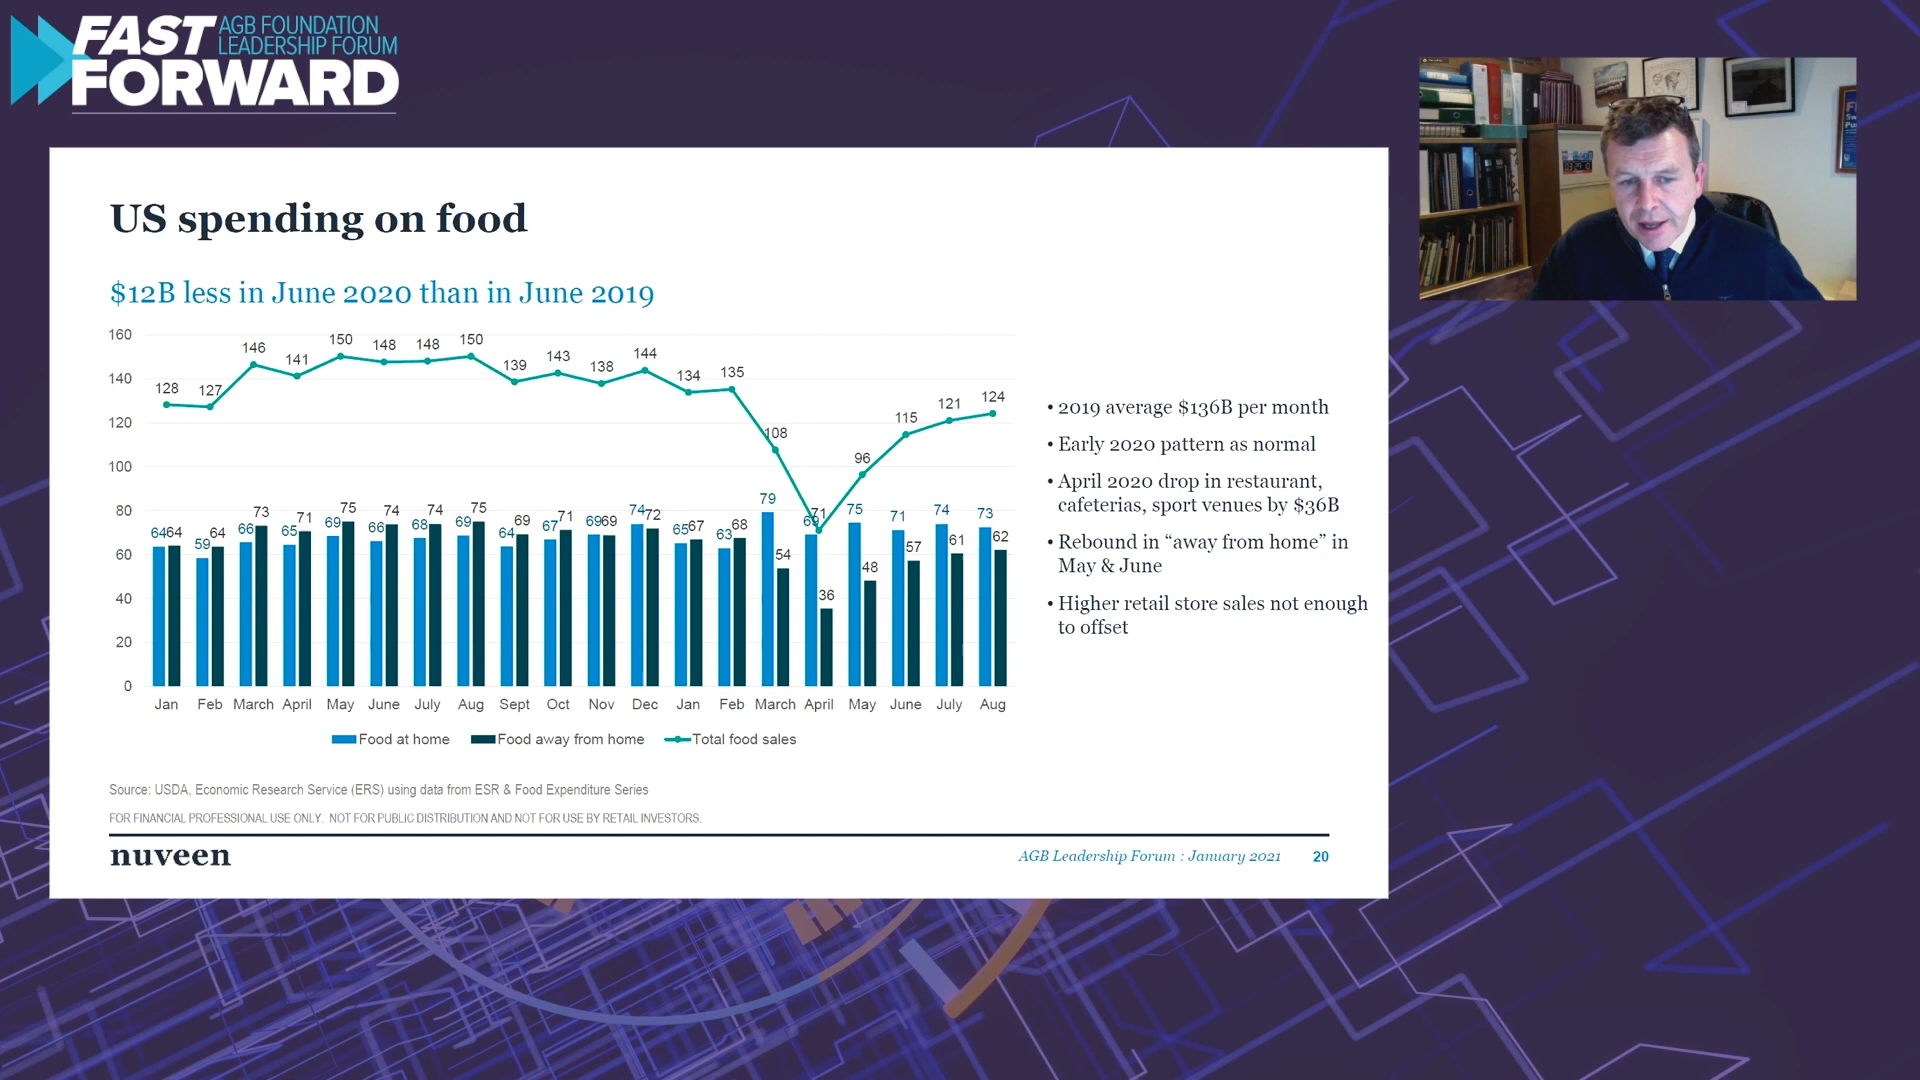 FAST AGB FOUNDATION
LEADERSHIP FORUM
FORWARD
US spending on food
$12B less in June 2020 than in June 2019
160
140
120
100
80
60
40
20
0
128 127 146 141 150 148 148 150 139 143 138 144 134 135 108 71 96 115 121 124
64 59 66 65 69 66 68 69 64 67 69 74 65 63 79 69 75 71 74 73
64 64 73 71 75 74 74 75 69 71 69 72 67 68 54 36 48 57 61 62
Jan Feb March April May June July Aug Sept Oct Nov Dec Jan Feb March April May June July Aug
Food at home Food away from home Total food sales
• 2019 average $136B per month
• Early 2020 pattern as normal
• April 2020 drop in restaurant,
cafeterias, sport venues by $36B
• Rebound in “away from home” in
May & June
• Higher retail store sales not enough
to offset
Source: USDA, Economic Research Service (ERS) using data from ESR & Food Expenditure Series
FOR FINANCIAL PROFESSIONAL USE ONLY. NOT FOR PUBLIC DISTRIBUTION AND NOT FOR USE BY RETAIL INVESTORS.
nuveen
AGB Leadership Forum : January 2021 20